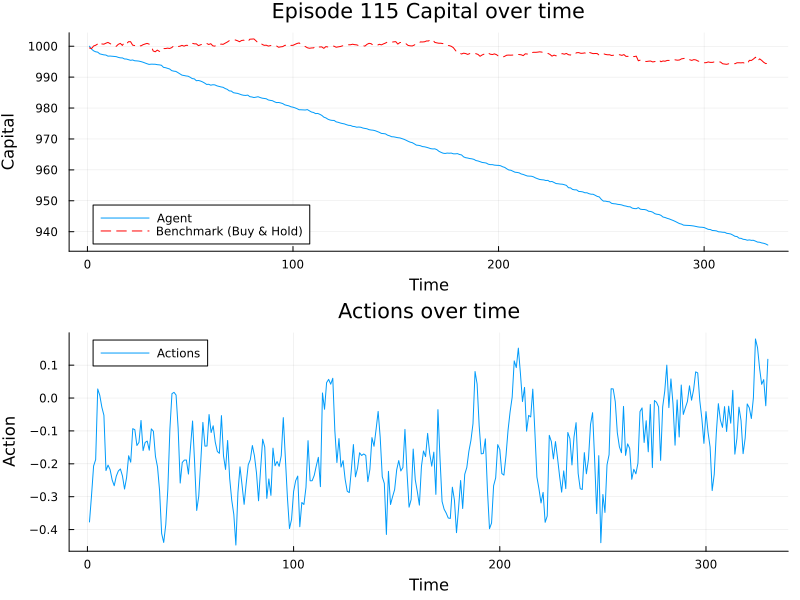 Episode 115 Capital over time
1000
990
980
970
960
950
940
Capital
Agent
Benchmark (Buy & Hold)
0 100 200 300
Time
Actions over time
Actions
0.1
0.0
−0.1
−0.2
−0.3
−0.4
Action
0 100 200 300
Time